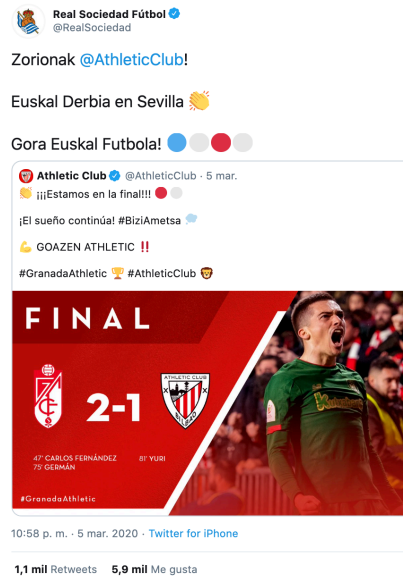 Real Sociedad Fútbol
@RealSociedad
Zorionak @AthleticClub!
Euskal Derbia en Sevilla 👏
Gora Euskal Futbola! 🔵⚪🔴⚪
Athletic Club @AthleticClub · 5 mar.
👏 ¡¡¡Estamos en la final!!! 🔴⚪
¡El sueño continúa! #BiziAmetsa 💭
💪 GOAZEN ATHLETIC ‼️
#GranadaAthletic 🏆 #AthleticClub 🦁
FINAL
2-1
ATHLETIC CLUB
BILBAO
47' CARLOS FERNÁNDEZ
75' GERMÁN
81' YURI
#GranadaAthletic
10:58 p. m. · 5 mar. 2020 · Twitter for iPhone
1,1 mil Retweets 5,9 mil Me gusta